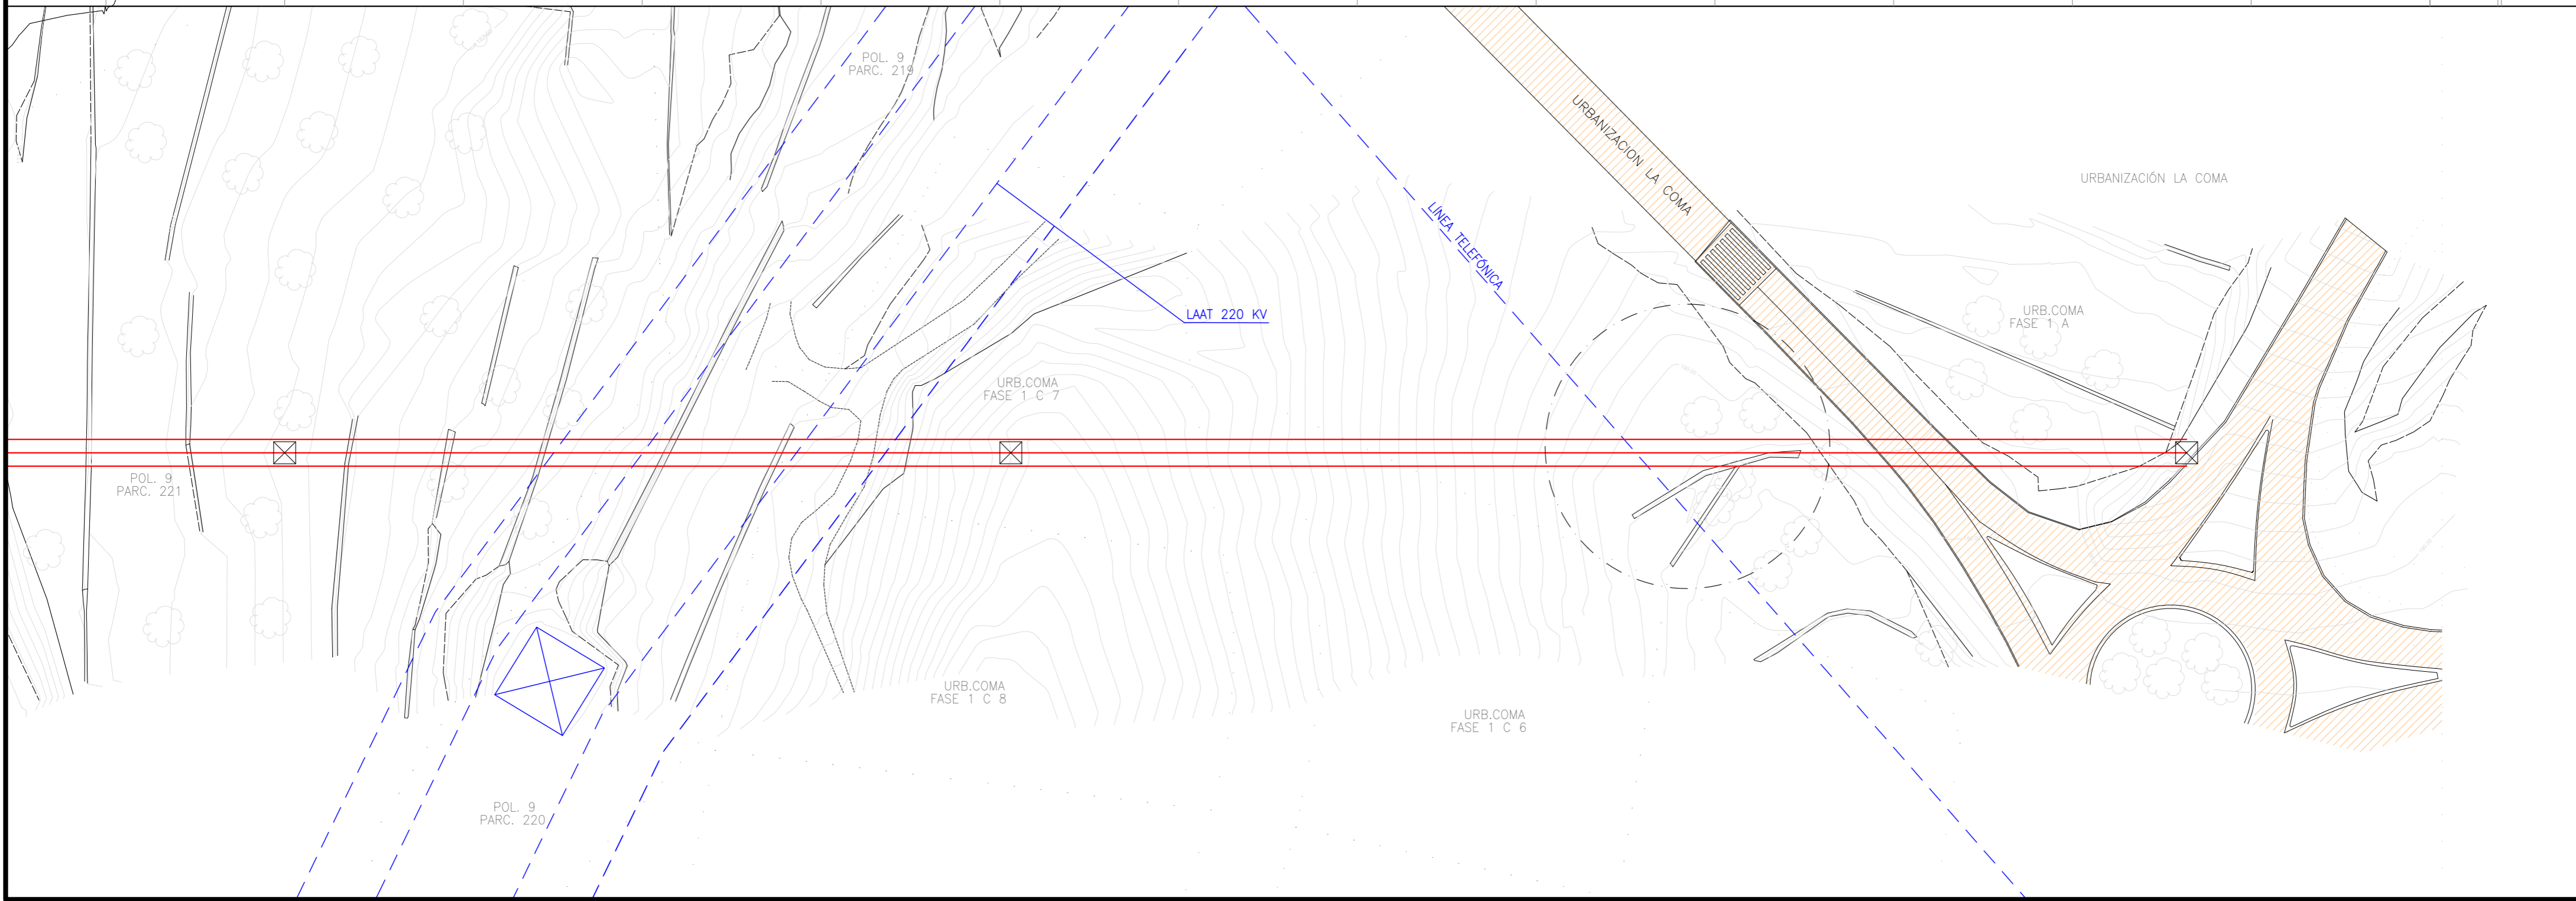 POL. 9
PARC. 219
URBANIZACION LA COMA
URBANIZACIÓN LA COMA
LÍNEA TELEFÓNICA
LAAT 220 KV
URB.COMA
FASE 1 A
URB.COMA
FASE 1 C 7
POL. 9
PARC. 221
URB.COMA
FASE 1 C 8
URB.COMA
FASE 1 C 6
POL. 9
PARC. 220